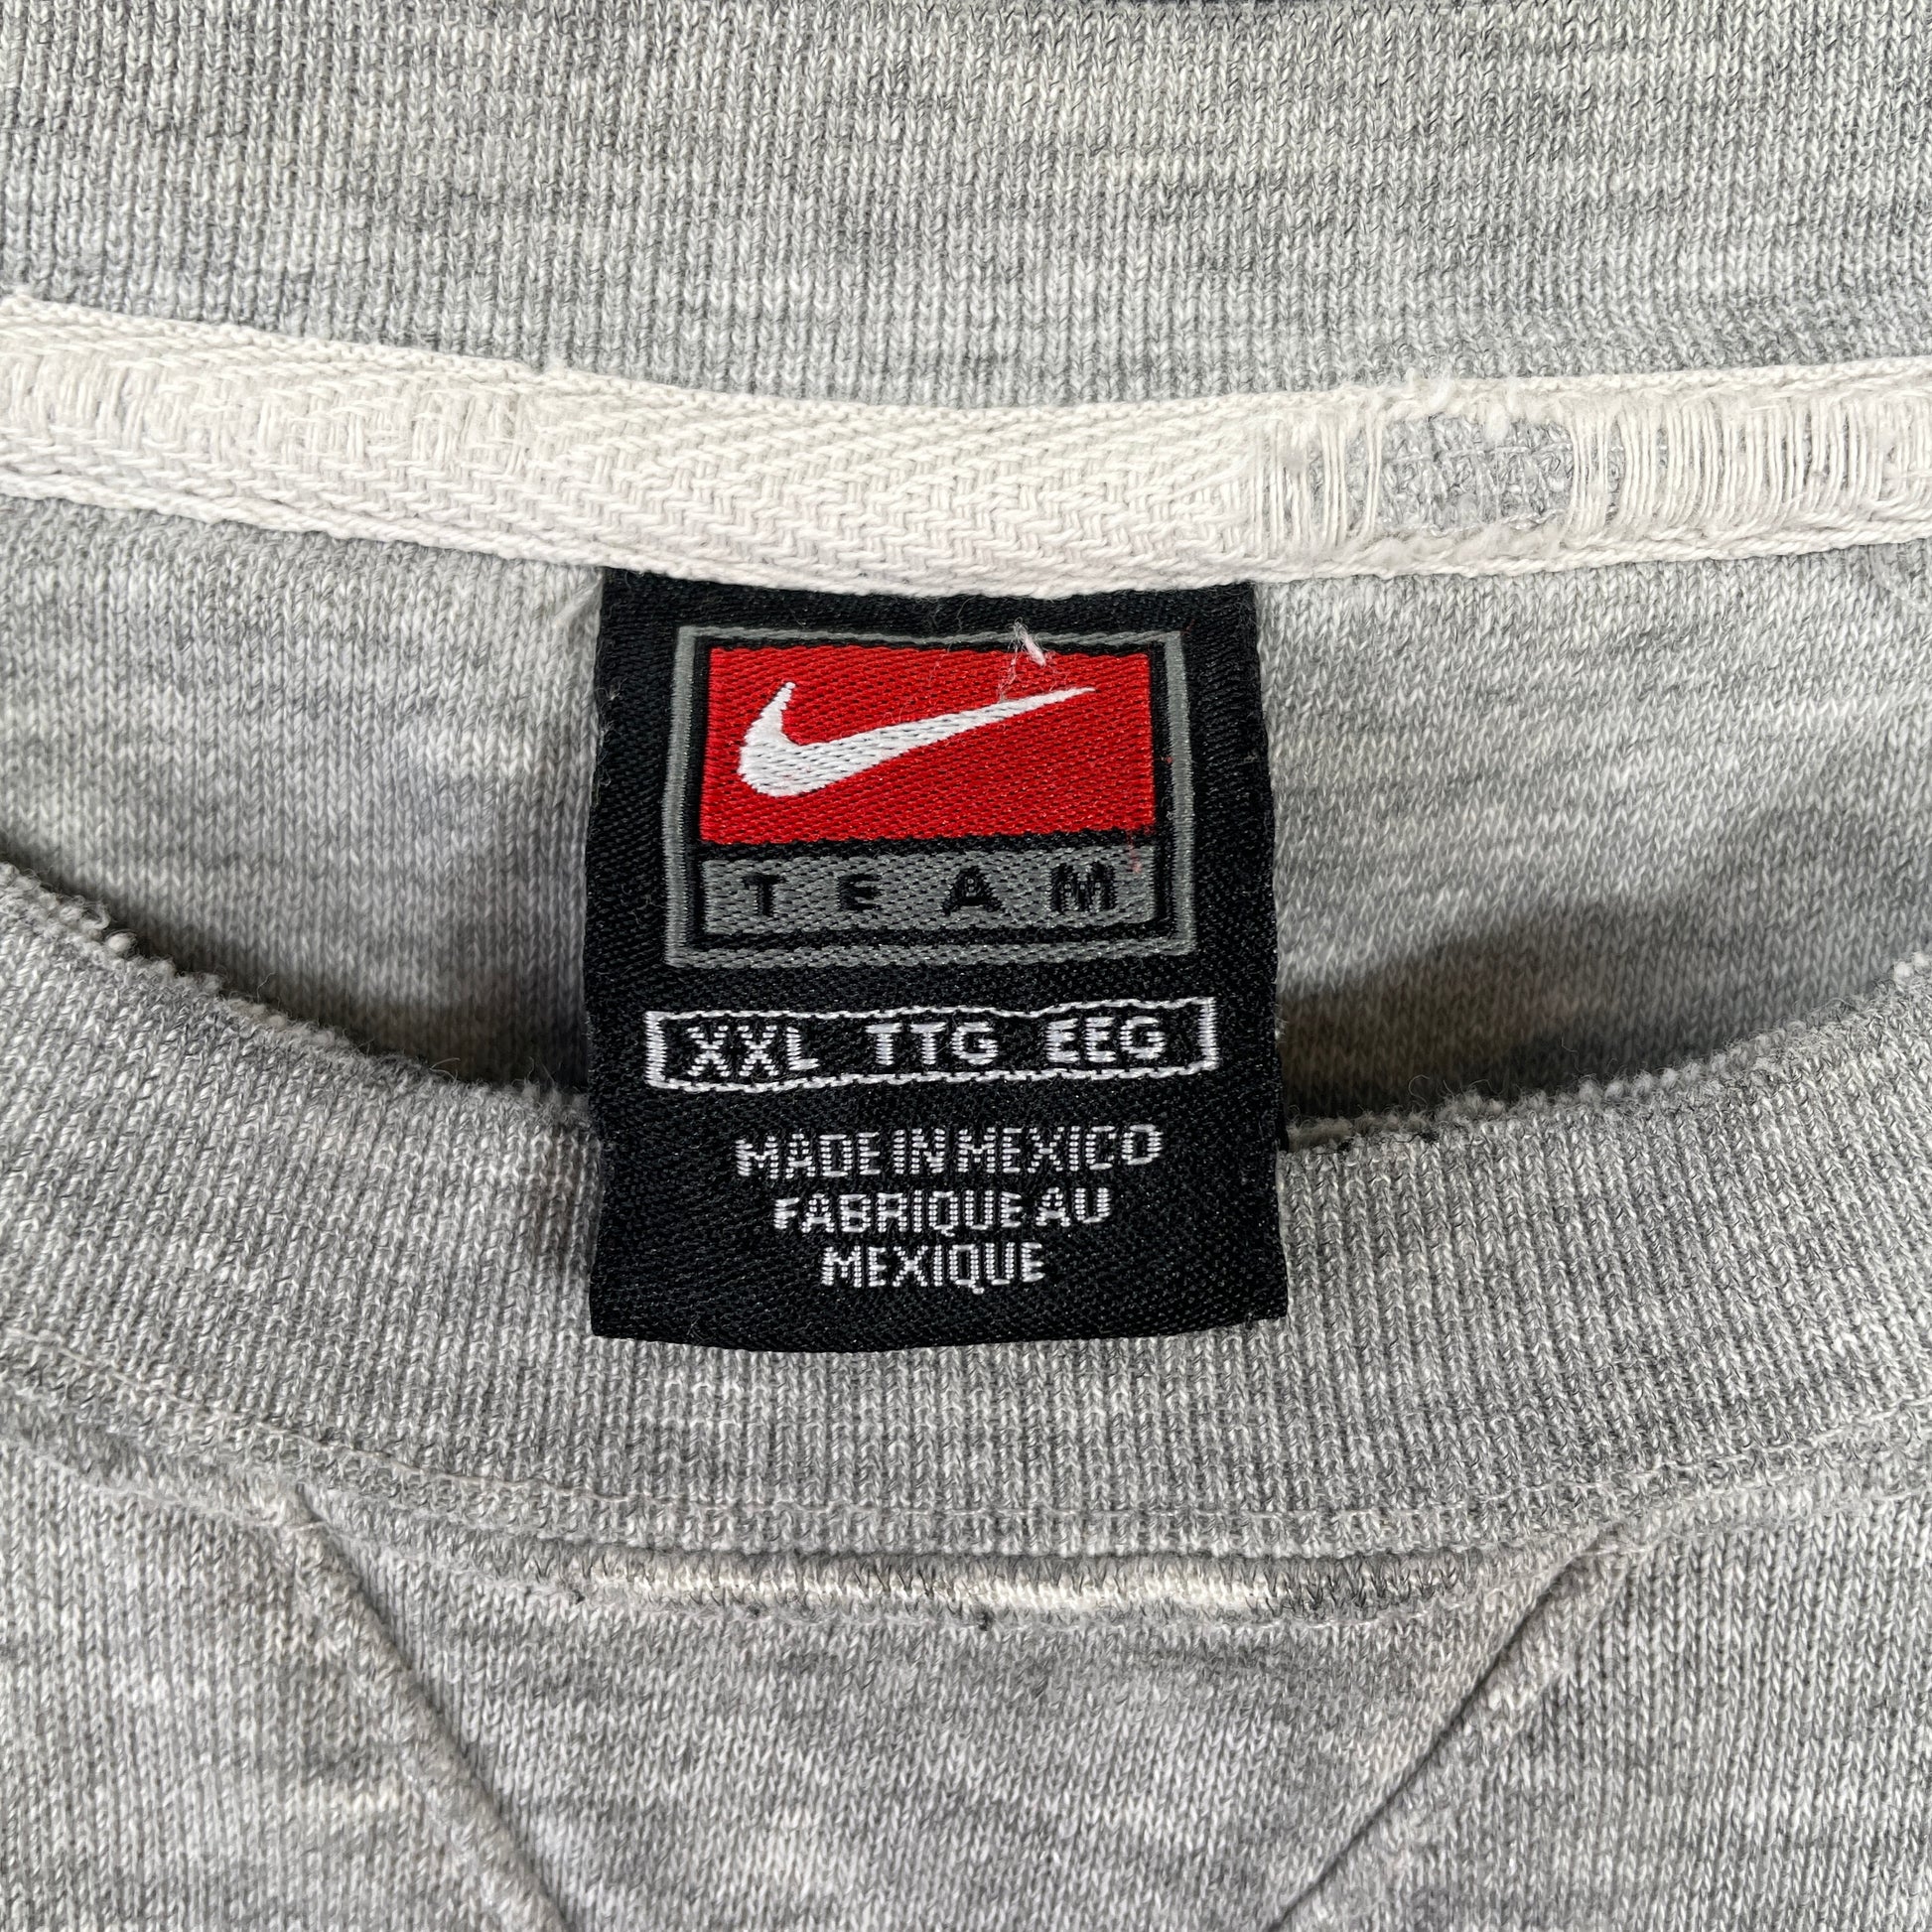 TEAM
XXL TTG EEG
MADE IN MEXICO
FABRIQUE AU
MEXIQUE